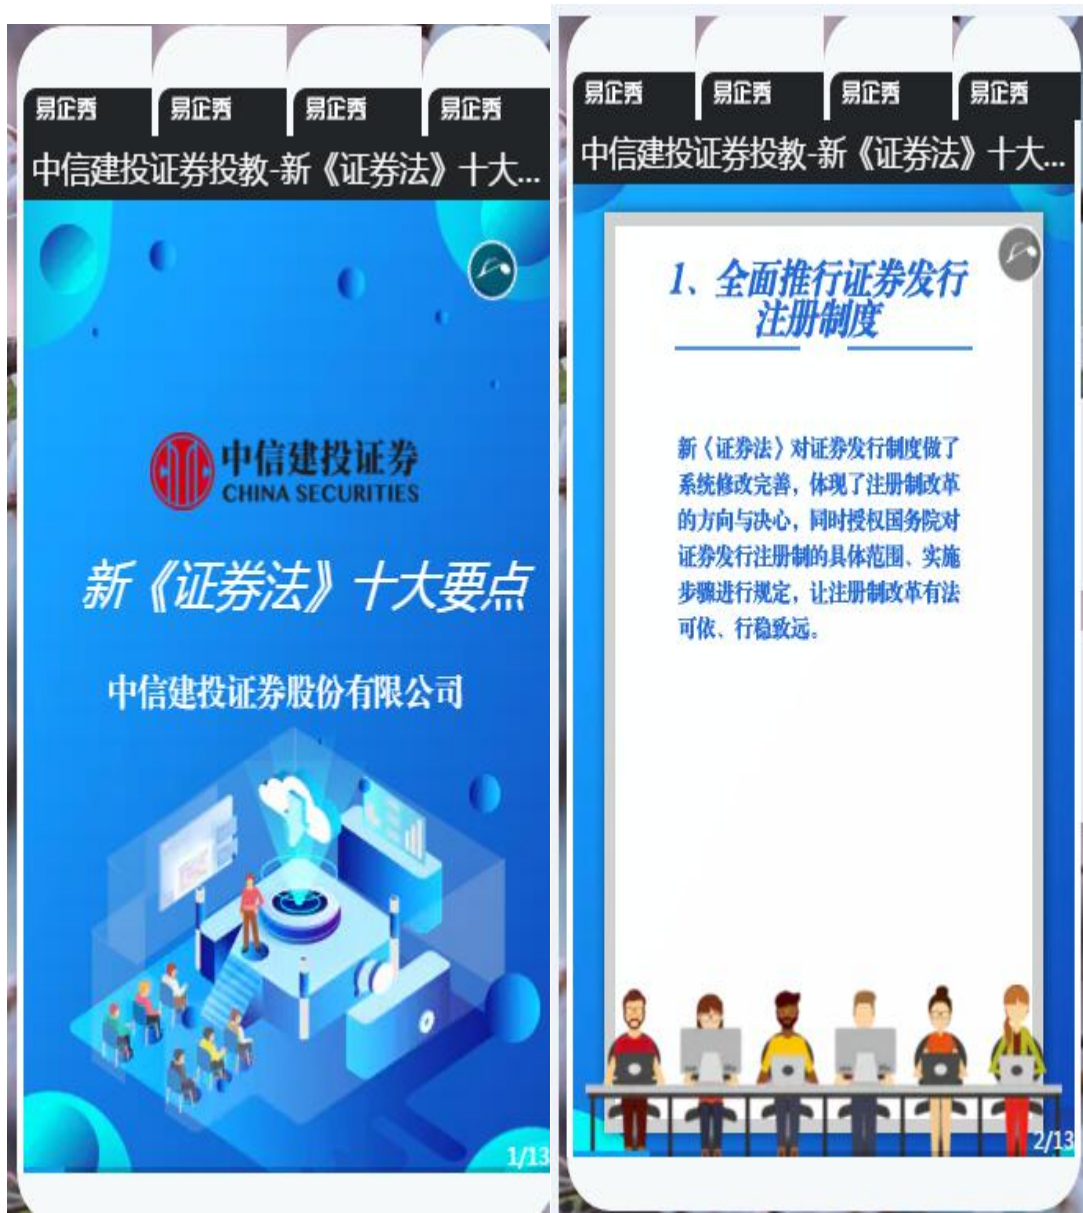 易企秀 易企秀 易企秀 易企秀
中信建投证券投教-新《证券法》十大...
中信建投证券
CHINA SECURITIES
新《证券法》十大要点
中信建投证券股份有限公司
1/13
易企秀 易企秀 易企秀 易企秀
中信建投证券投教-新《证券法》十大...
1、全面推行证券发行
注册制度
新《证券法》对证券发行制度做了
系统修改完善，体现了注册制改革
的方向与决心，同时授权国务院对
证券发行注册制的具体范围、实施
步骤进行规定，让注册制改革有法
可依、行稳致远。
2/13